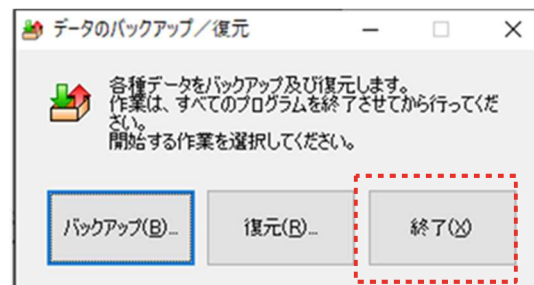 データのバックアップ／復元
各種データをバックアップ及び復元します。
作業は、すべてのプログラムを終了させてから行ってくだ
さい。
開始する作業を選択してください。
バックアップ(B)...
復元(R)...
終了(X)